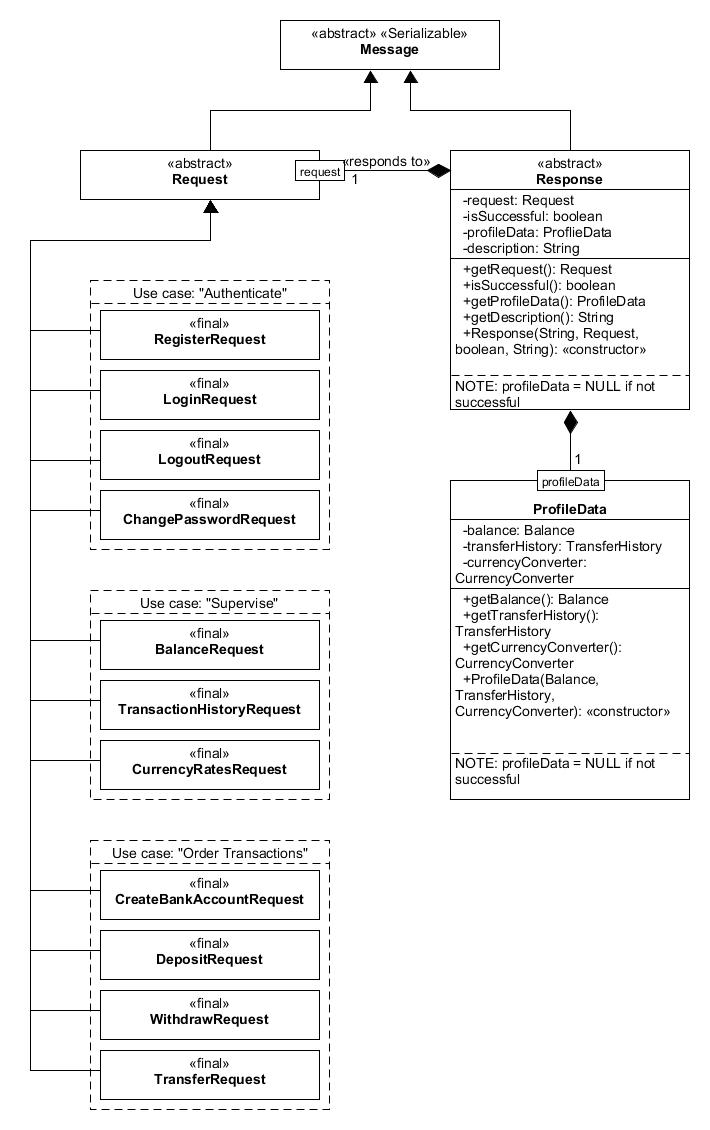 «abstract» «Serializable»
Message
«abstract»
Request
request
«responds to»
1
«abstract»
Response
-request: Request
-isSuccessful: boolean
-profileData: ProflieData
-description: String
+getRequest(): Request
+isSuccessful(): boolean
+getProfileData(): ProfileData
+getDescription(): String
+Response(String, Request,
boolean, String): «constructor»
NOTE: profileData = NULL if not
successful
1
profileData
ProfileData
-balance: Balance
-transferHistory: TransferHistory
-currencyConverter:
CurrencyConverter
+getBalance(): Balance
+getTransferHistory():
TransferHistory
+getCurrencyConverter():
CurrencyConverter
+ProfileData(Balance,
TransferHistory,
CurrencyConverter): «constructor»
NOTE: profileData = NULL if not
successful
Use case: "Authenticate"
«final»
RegisterRequest
«final»
LoginRequest
«final»
LogoutRequest
«final»
ChangePasswordRequest
Use case: "Supervise"
«final»
BalanceRequest
«final»
TransactionHistoryRequest
«final»
CurrencyRatesRequest
Use case: "Order Transactions"
«final»
CreateBankAccountRequest
«final»
DepositRequest
«final»
WithdrawRequest
«final»
TransferRequest